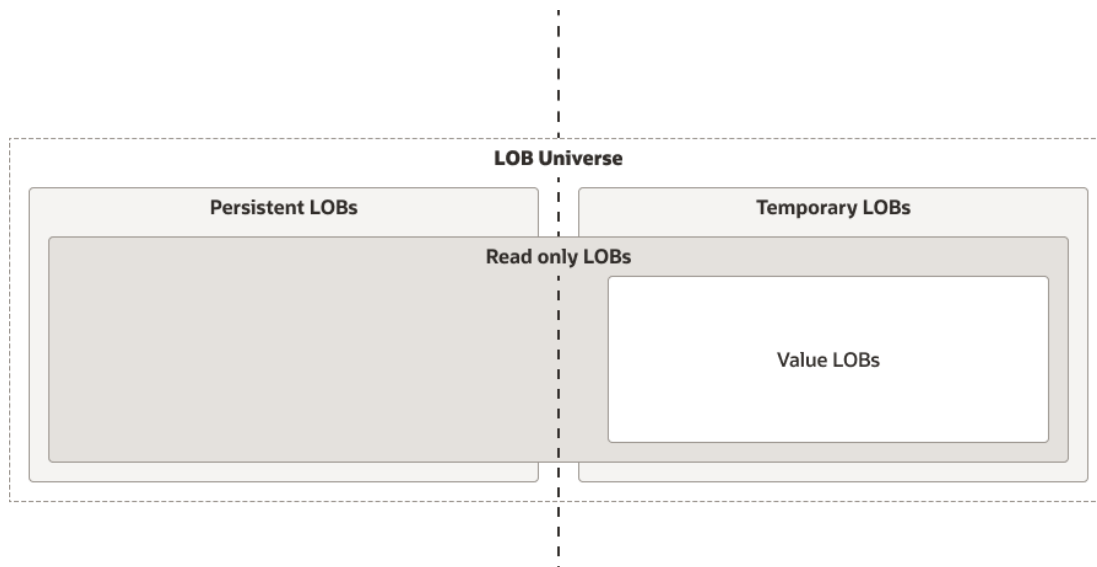 LOB Universe
Persistent LOBs
Temporary LOBs
Read only LOBs
Value LOBs